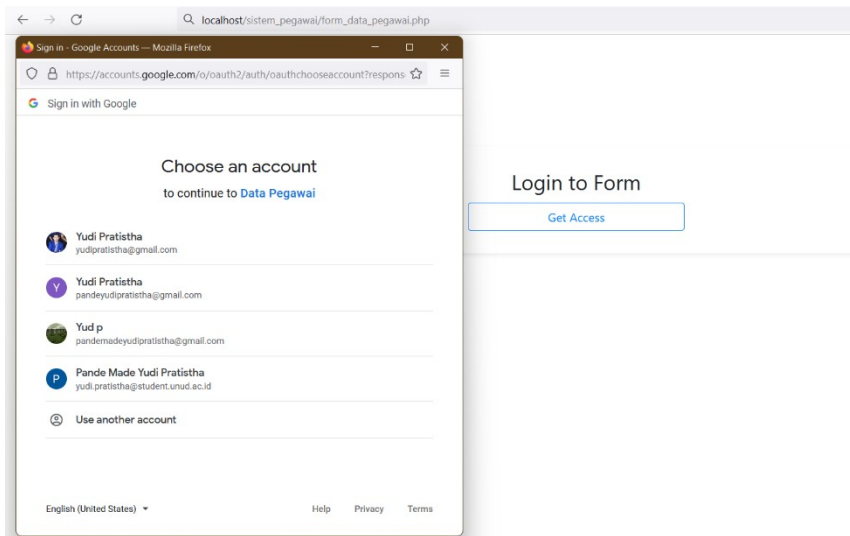 localhost/sistem_pegawai/form_data_pegawai.php
Sign in - Google Accounts — Mozilla Firefox
https://accounts.google.com/o/oauth2/auth/oauthchooseaccount?respons
G Sign in with Google
Choose an account
to continue to Data Pegawai
Yudi Pratistha
yudipratistha@gmail.com
Y
Yudi Pratistha
pandeyudipratistha@gmail.com
Yud p
pandemadeyudipratistha@gmail.com
P
Pande Made Yudi Pratistha
yudi.pratistha@student.unud.ac.id
Use another account
English (United States)
Help Privacy Terms
Login to Form
Get Access